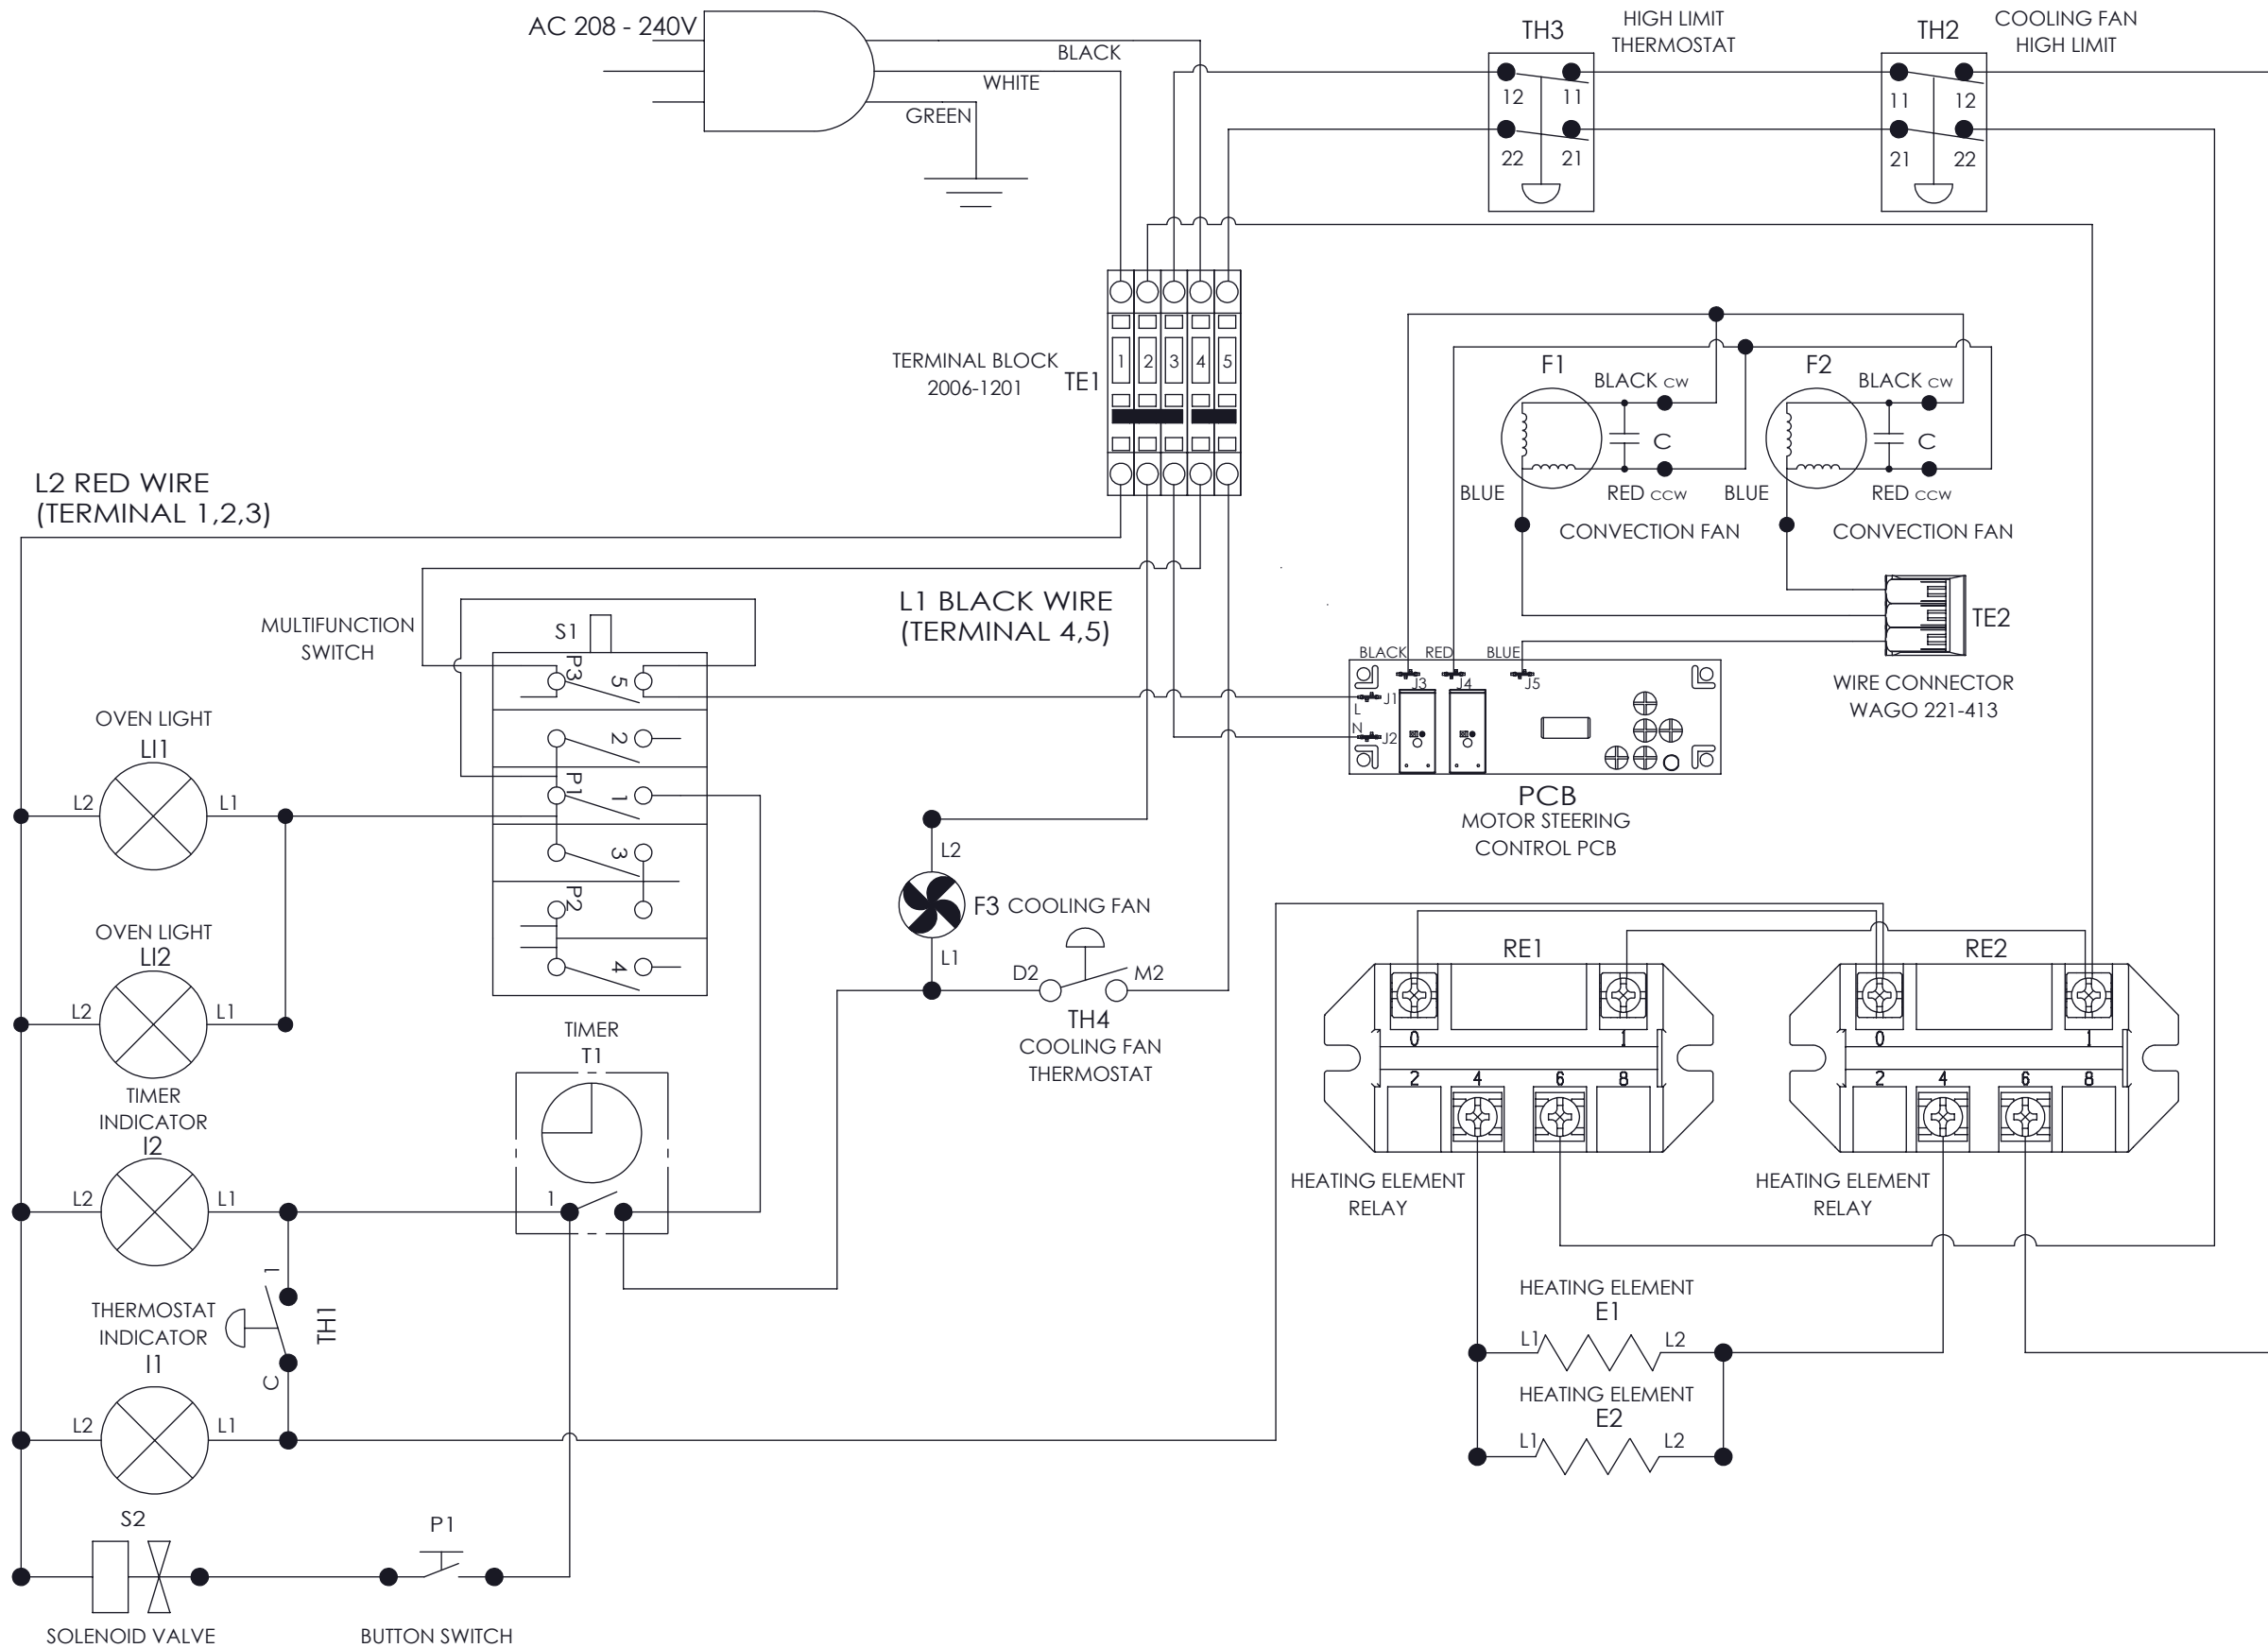 AC 208 - 240V
BLACK
WHITE
GREEN
TH3
HIGH LIMIT
THERMOSTAT
12 11
22 21
TH2
COOLING FAN
HIGH LIMIT
11 12
21 22
TERMINAL BLOCK
2006-1201
TE1
1 2 3 4 5
L2 RED WIRE
(TERMINAL 1,2,3)
L1 BLACK WIRE
(TERMINAL 4,5)
F1
BLACK CW
C
BLUE
RED CCW
CONVECTION FAN
F2
BLACK CW
C
BLUE
RED CCW
CONVECTION FAN
TE2
WIRE CONNECTOR
WAGO 221-413
BLACK RED BLUE
J3 J4 J5
J1
L
N
J2
PCB
MOTOR STEERING
CONTROL PCB
MULTIFUNCTION
SWITCH
S1
P3 5
2
P1 1
3
P2
4
OVEN LIGHT
LI1
L2 L1
OVEN LIGHT
LI2
L2 L1
TIMER
INDICATOR
I2
L2 L1
TIMER
T1
1
THERMOSTAT
INDICATOR
I1
L2 L1
1
TH1
C
S2
SOLENOID VALVE
P1
BUTTON SWITCH
L2
F3 COOLING FAN
L1
D2 M2
TH4
COOLING FAN
THERMOSTAT
RE1
0 1
2 4 6 8
HEATING ELEMENT
RELAY
RE2
0 1
2 4 6 8
HEATING ELEMENT
RELAY
HEATING ELEMENT
E1
L1 L2
HEATING ELEMENT
E2
L1 L2